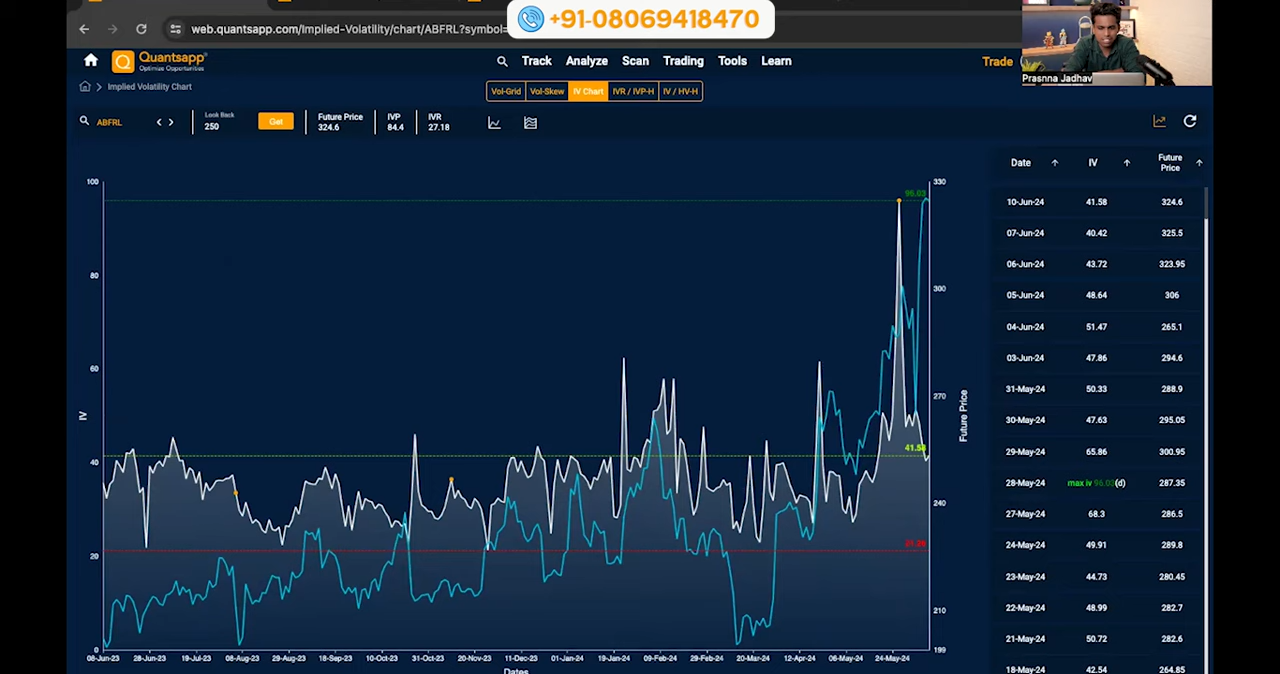 +91-08069418470
web.quantsapp.com/Implied-Volatility/chart/ABFRL?symbol=
Quantsapp
Optimise Opportunities
Track Analyze Scan Trading Tools Learn
Trade
Prasnna Jadhav
Implied Volatility Chart
Vol-Grid Vol-Skew IV Chart IVR / IVP-H IV / HV-H
ABFRL
Look Back
250
Get
Future Price
324.6
IVP
84.4
IVR
27.18
Date IV Future Price
10-Jun-24 41.58 324.6
07-Jun-24 40.42 325.5
06-Jun-24 43.72 323.95
05-Jun-24 48.64 306
04-Jun-24 51.47 265.1
03-Jun-24 47.86 294.6
31-May-24 50.33 288.9
30-May-24 47.63 295.05
29-May-24 65.86 300.95
28-May-24 max iv 96.03(d) 287.35
27-May-24 68.3 286.5
24-May-24 49.91 289.8
23-May-24 44.73 280.45
22-May-24 48.99 282.7
21-May-24 50.72 282.6
18-May-24 42.54 264.85
100
80
60
40
20
0
IV
96.03
41.58
330
300
270
240
210
199
Future Price
08-Jun-23 28-Jun-23 19-Jul-23 08-Aug-23 29-Aug-23 18-Sep-23 10-Oct-23 31-Oct-23 20-Nov-23 11-Dec-23 01-Jan-24 19-Jan-24 09-Feb-24 29-Feb-24 20-Mar-24 12-Apr-24 06-May-24 24-May-24
Dates